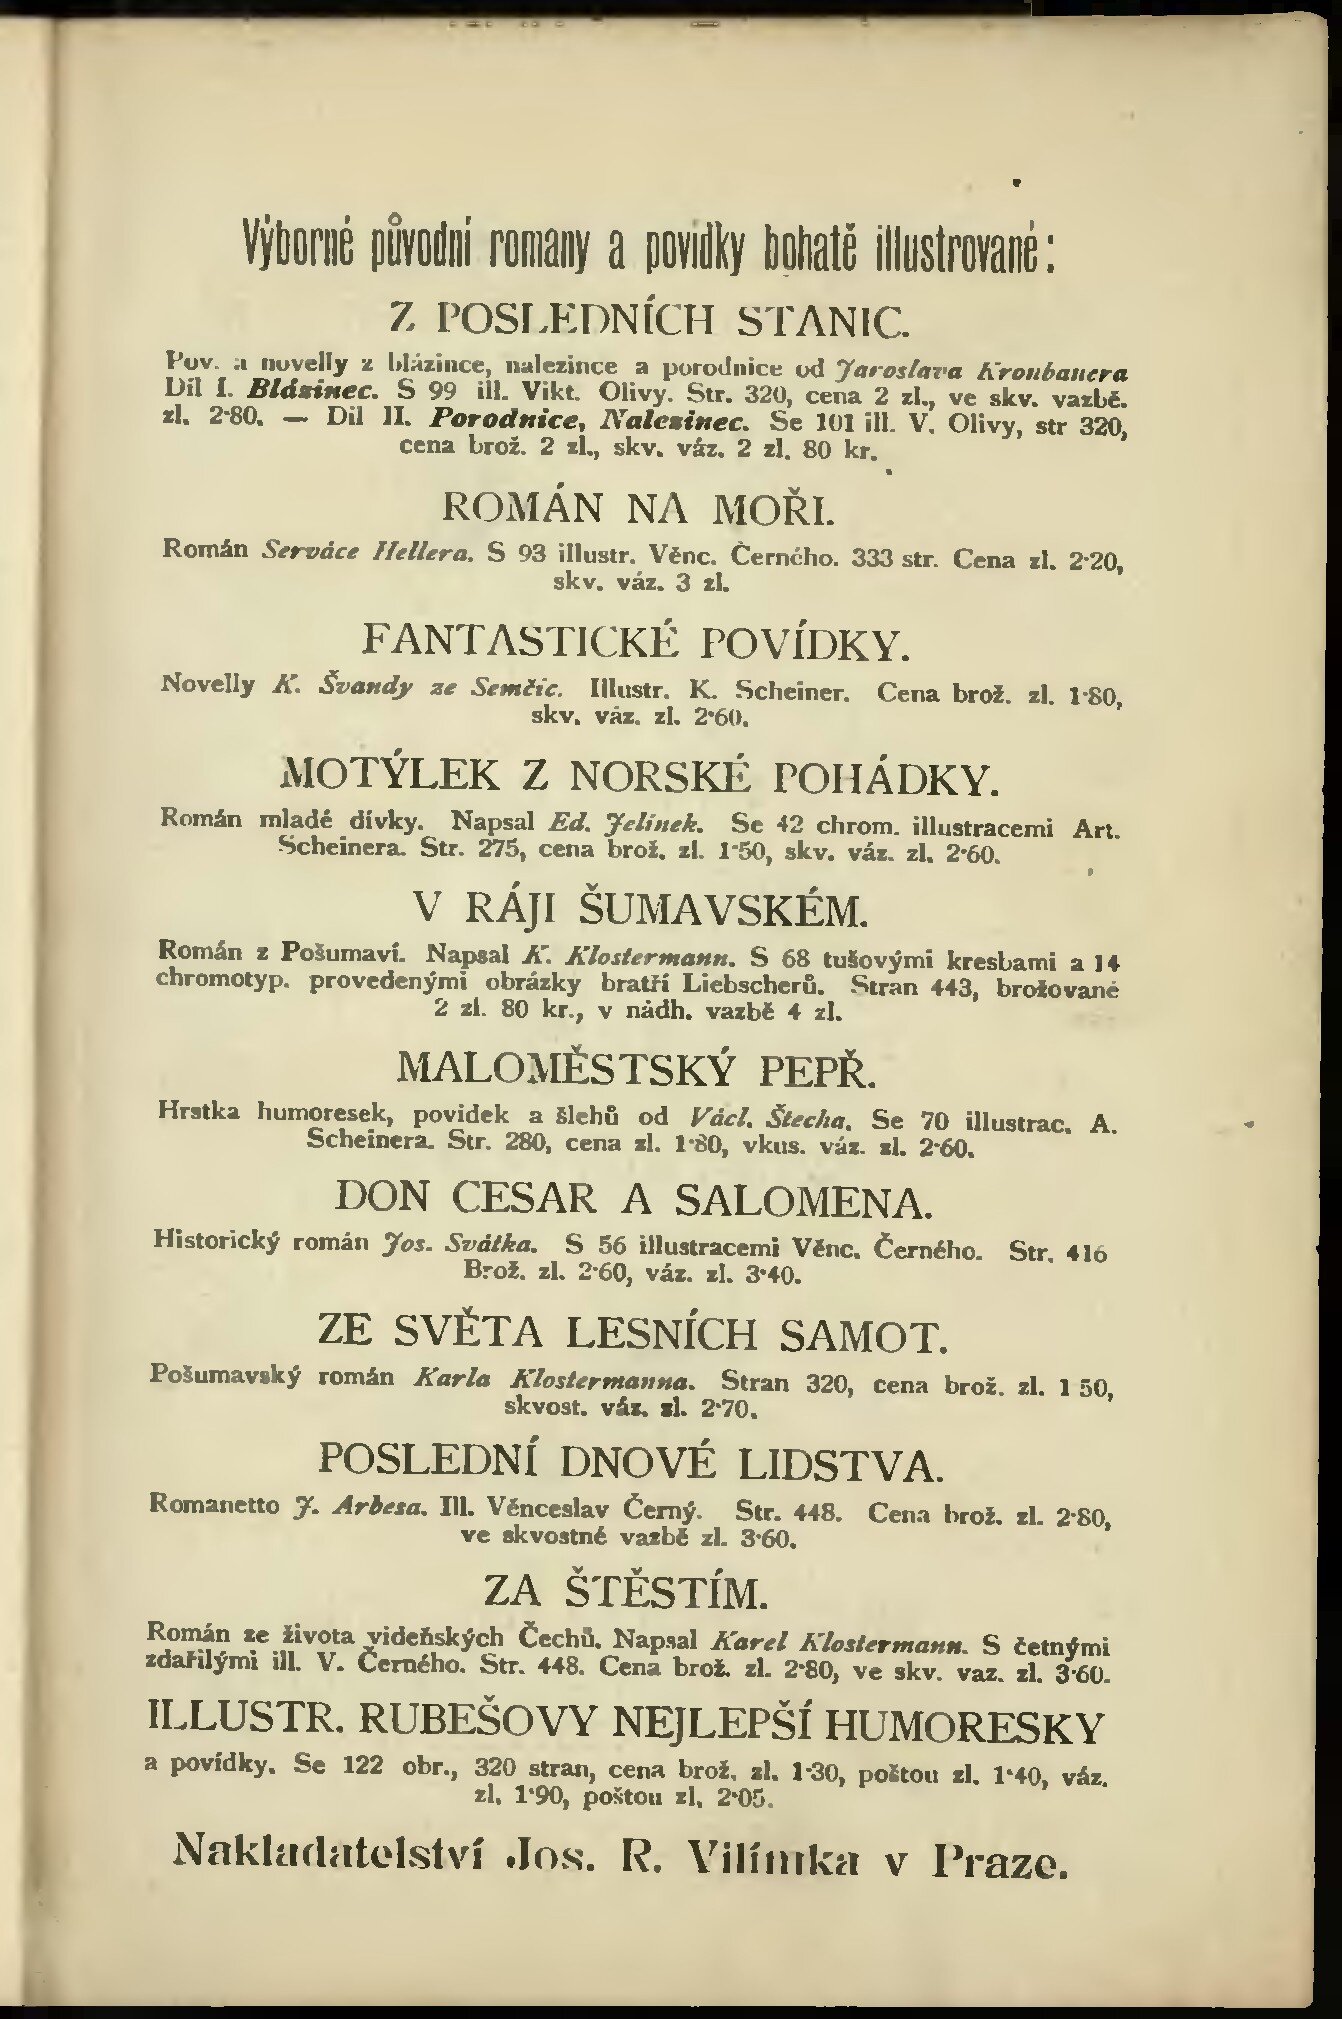 Výborné původní romany a povídky bohatě illustrované:
Z POSLEDNÍCH STANIC.
Pov. a novelly z blázince, nalezince a porodnice od Jaroslava Kronbauera
Díl I. Blázinec. S 99 ill. Vikt. Olivy. Str. 320, cena 2 zl., ve skv. vazbě.
zl. 2·80. — Díl II. Porodnice, Nalezinec. Se 101 ill. V. Olivy, str 320,
cena brož. 2 zl., skv. váz. 2 zl. 80 kr.
ROMÁN NA MOŘI.
Román Serváce Hellera. S 93 illustr. Věnc. Černého. 333 str. Cena zl. 2·20,
skv. váz. 3 zl.
FANTASTICKÉ POVÍDKY.
Novelly K. Švandy ze Semčic. Illustr. K. Scheiner. Cena brož. zl. 1·80,
skv. váz. zl. 2·60.
MOTÝLEK Z NORSKÉ POHÁDKY.
Román mladé dívky. Napsal Ed. Jelínek. Se 42 chrom. illustracemi Art.
Scheinera. Str. 275, cena brož. zl. 1·50, skv. váz. zl. 2·60.
V RÁJI ŠUMAVSKÉM.
Román z Pošumaví. Napsal K. Klostermann. S 68 tušovými kresbami a 14
chromotyp. provedenými obrázky bratří Liebscherů. Stran 443, brožované
2 zl. 80 kr., v nádh. vazbě 4 zl.
MALOMĚSTSKÝ PEPŘ.
Hrstka humoresek, povídek a šlehů od Václ. Štecha. Se 70 illustrac. A.
Scheinera. Str. 280, cena zl. 1·80, vkus. váz. zl. 2·60.
DON CESAR A SALOMENA.
Historický román Jos. Svátka. S 56 illustracemi Věnc. Černého. Str. 416
Brož. zl. 2·60, váz. zl. 3·40.
ZE SVĚTA LESNÍCH SAMOT.
Pošumavský román Karla Klostermanna. Stran 320, cena brož. zl. 1 50,
skvost. váz. zl. 2·70.
POSLEDNÍ DNOVÉ LIDSTVA.
Romanetto J. Arbesa. Ill. Věnceslav Černý. Str. 448. Cena brož. zl. 2·80,
ve skvostné vazbě zl. 3·60.
ZA ŠTĚSTÍM.
Román ze života vídeňských Čechů. Napsal Karel Klostermann. S četnými
zdařilými ill. V. Černého. Str. 448. Cena brož. zl. 2·80, ve skv. vaz. zl. 3·60.
ILLUSTR. RUBEŠOVY NEJLEPŠÍ HUMORESKY
a povídky. Se 122 obr., 320 stran, cena brož. zl. 1·30, poštou zl. 1·40, váz.
zl. 1·90, poštou zl. 2·05.
Nakladatelství Jos. R. Vilímka v Praze.